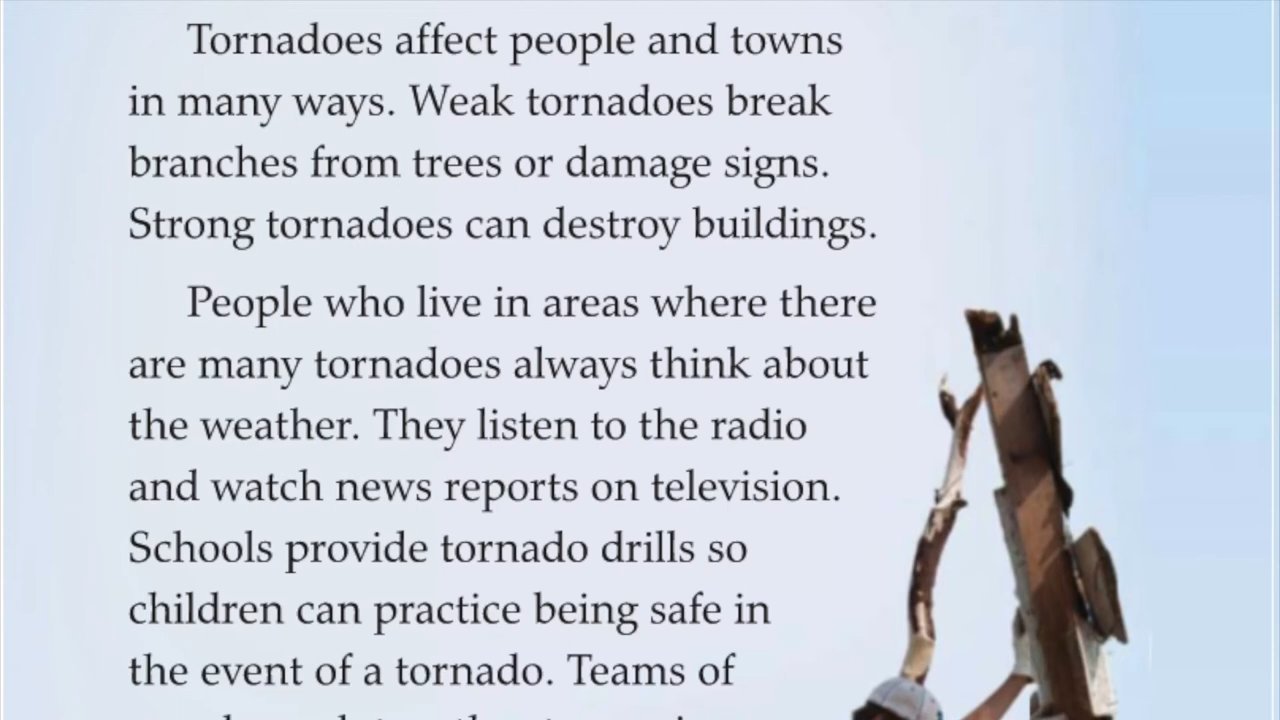 Tornadoes affect people and towns
in many ways. Weak tornadoes break
branches from trees or damage signs.
Strong tornadoes can destroy buildings.
People who live in areas where there
are many tornadoes always think about
the weather. They listen to the radio
and watch news reports on television.
Schools provide tornado drills so
children can practice being safe in
the event of a tornado. Teams of